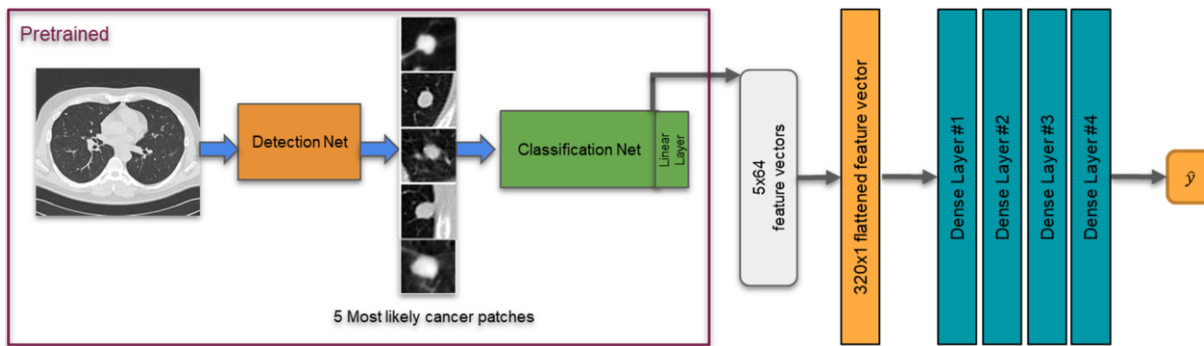 Pretrained
Detection Net
Classification Net
Linear
Layer
5 Most likely cancer patches
5x64
feature vectors
320x1 flattened feature vector
Dense Layer #1
Dense Layer #2
Dense Layer #3
Dense Layer #4
ŷ